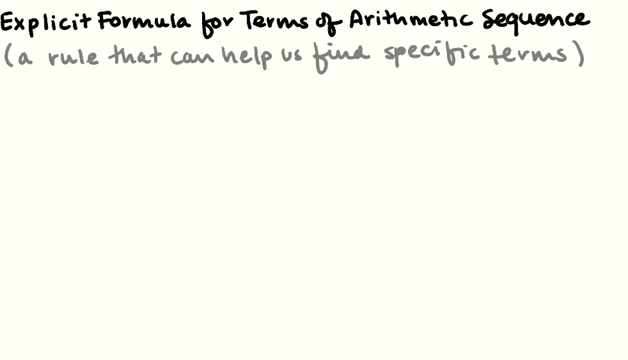 Explicit Formula for Terms of Arithmetic Sequence
(a rule that can help us find specific terms)